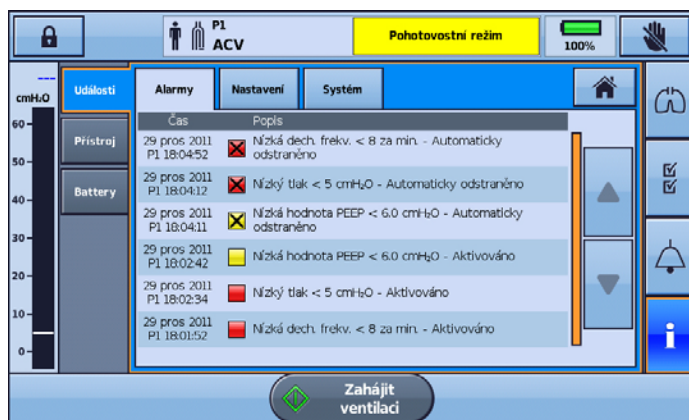 P1
ACV
Pohotovostní režim
100%
---
cmH₂O
60
50
40
30
20
10
0
Události
Přístroj
Battery
Alarmy
Nastavení
Systém
Čas Popis
29 pros 2011
P1 18:04:52
Nízká dech. frekv. < 8 za min. - Automaticky
odstraněno
29 pros 2011
P1 18:04:12
Nízký tlak < 5 cmH₂O - Automaticky odstraněno
29 pros 2011
P1 18:04:11
Nízká hodnota PEEP < 6.0 cmH₂O - Automaticky
odstraněno
29 pros 2011
P1 18:02:42
Nízká hodnota PEEP < 6.0 cmH₂O - Aktivováno
29 pros 2011
P1 18:02:34
Nízký tlak < 5 cmH₂O - Aktivováno
29 pros 2011
P1 18:01:52
Nízká dech. frekv. < 8 za min. - Aktivováno
i
Zahájit
ventilaci